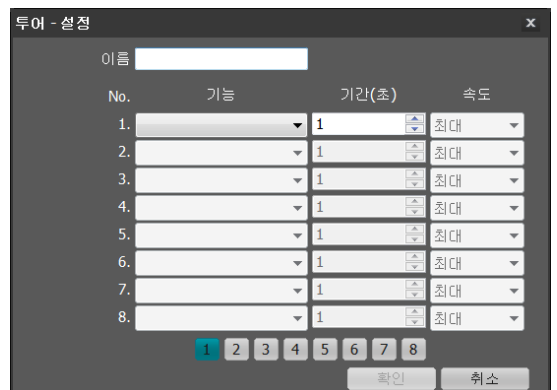 투어 - 설정 x
이름
No. 기능 기간(초) 속도
1. 1 최대
2. 1 최대
3. 1 최대
4. 1 최대
5. 1 최대
6. 1 최대
7. 1 최대
8. 1 최대
1 2 3 4 5 6 7 8
확인 취소